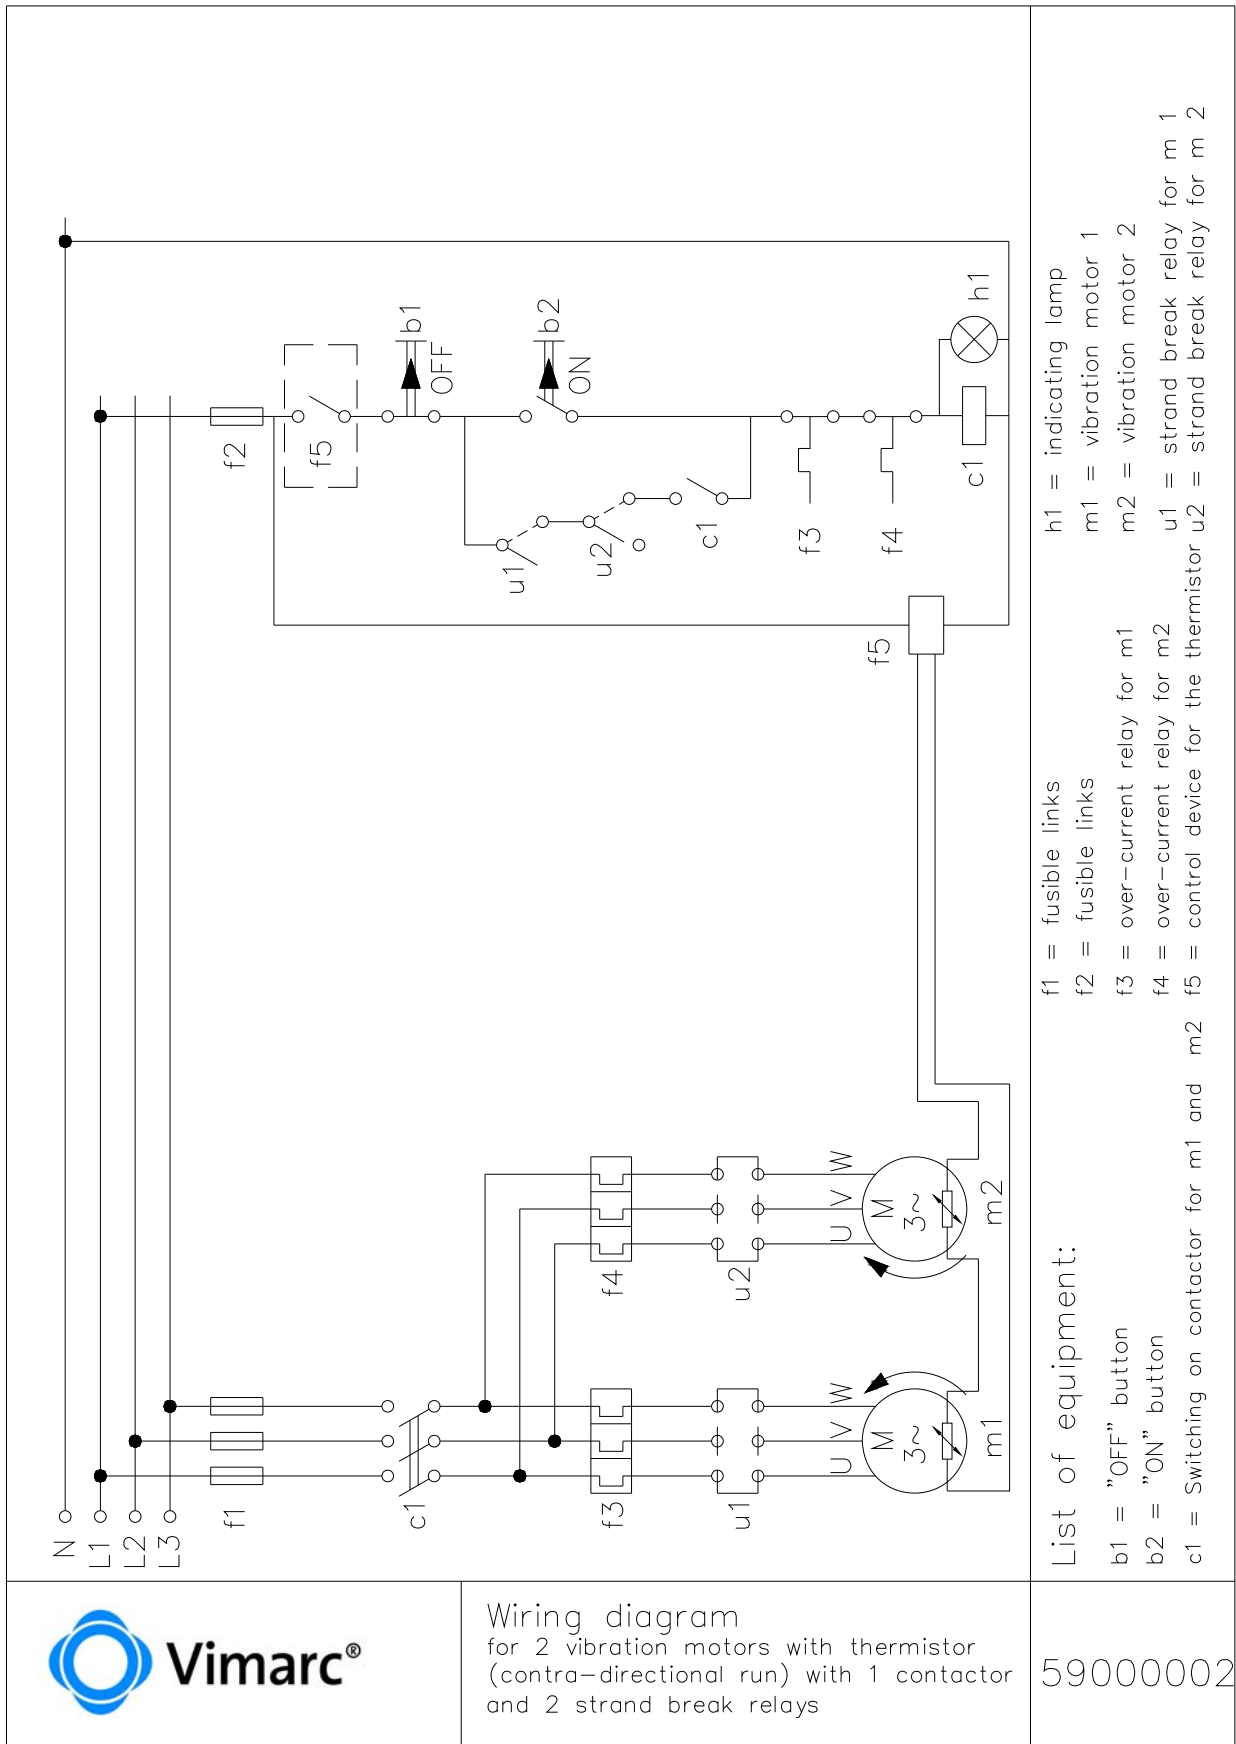 N
L1
L2
L3
f1
c1
f3
u1
U V W
M
3~
m1
f4
u2
U V W
M
3~
m2
f2
f5
b1
OFF
b2
ON
u1
u2
c1
f3
f4
c1
h1
f5
List of equipment:
b1 = "OFF" button
b2 = "ON" button
c1 = Switching on contactor for m1 and m2
f1 = fusible links
f2 = fusible links
f3 = over-current relay for m1
f4 = over-current relay for m2
f5 = control device for the thermistor
h1 = indicating lamp
m1 = vibration motor 1
m2 = vibration motor 2
u1 = strand break relay for m 1
u2 = strand break relay for m 2
Vimarc®
Wiring diagram
for 2 vibration motors with thermistor
(contra-directional run) with 1 contactor
and 2 strand break relays
59000002